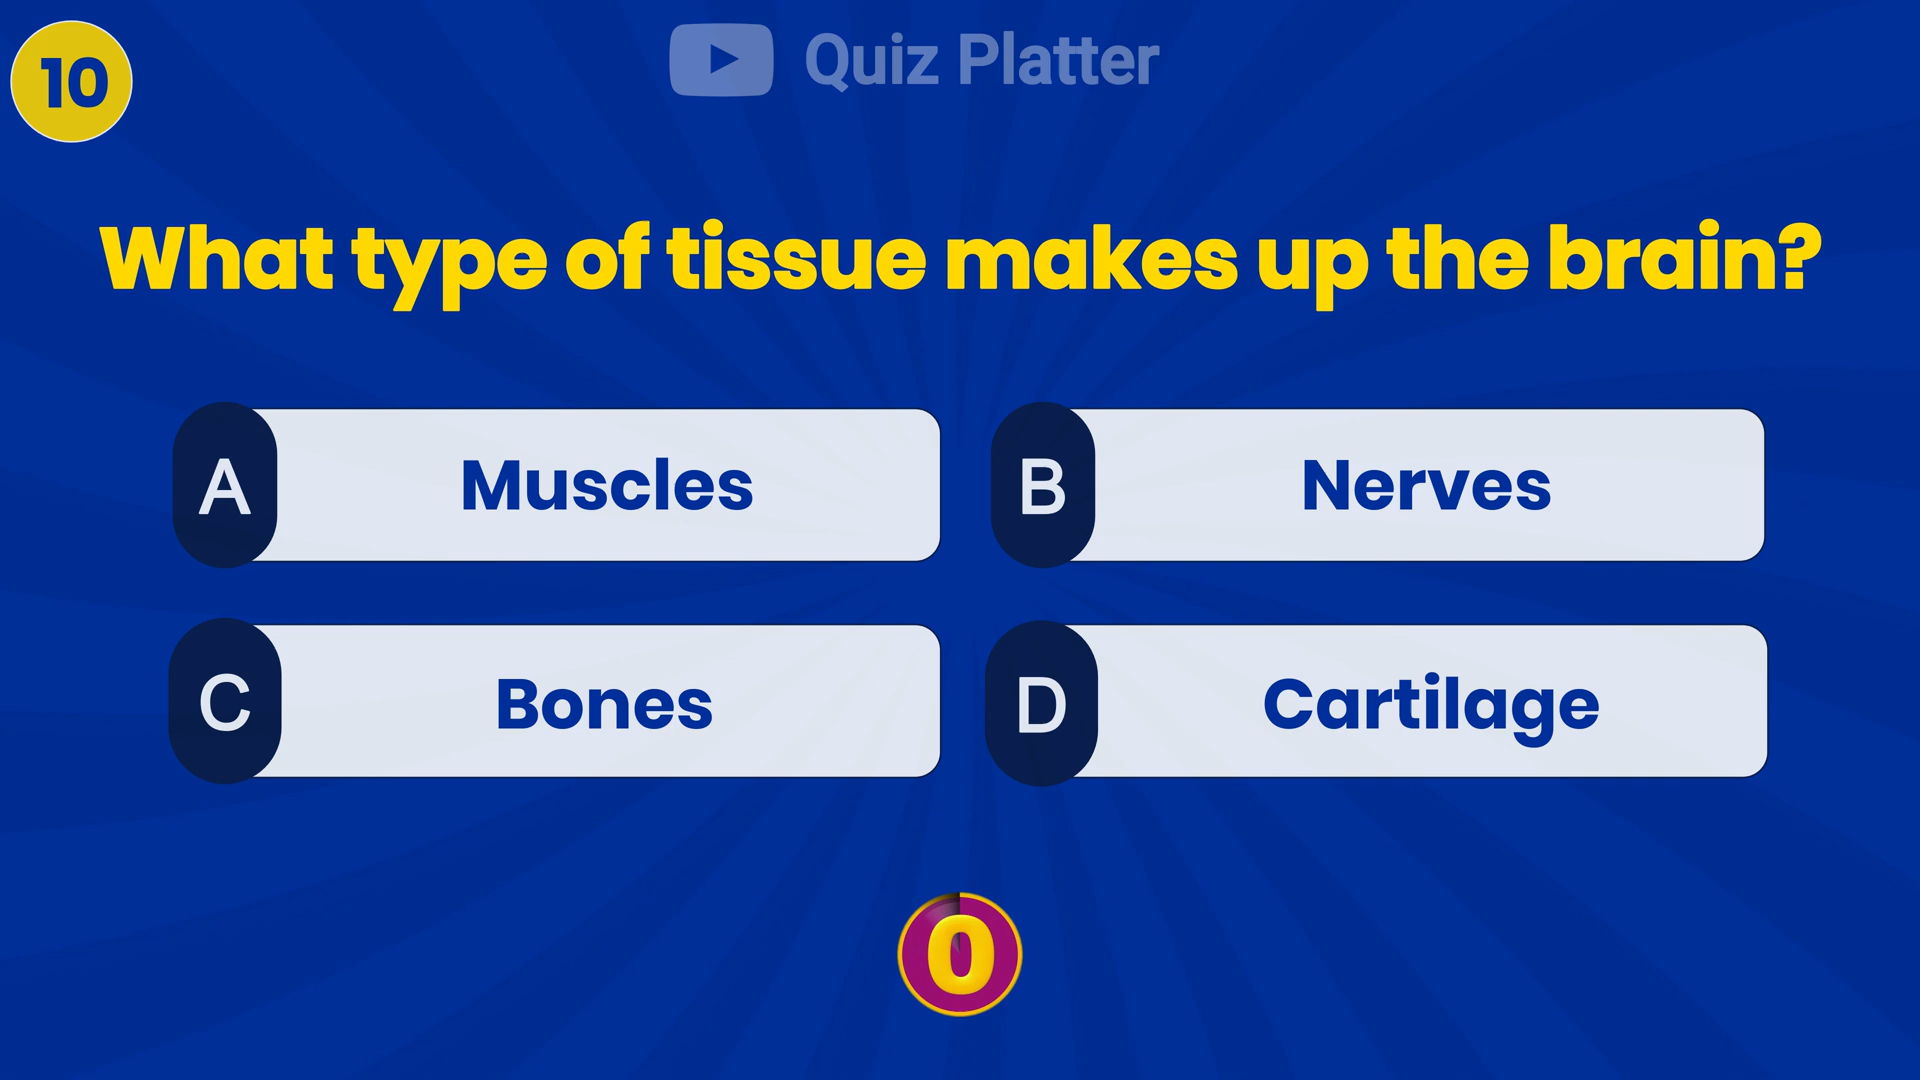 10
Quiz Platter
What type of tissue makes up the brain?
A Muscles
B Nerves
C Bones
D Cartilage
0